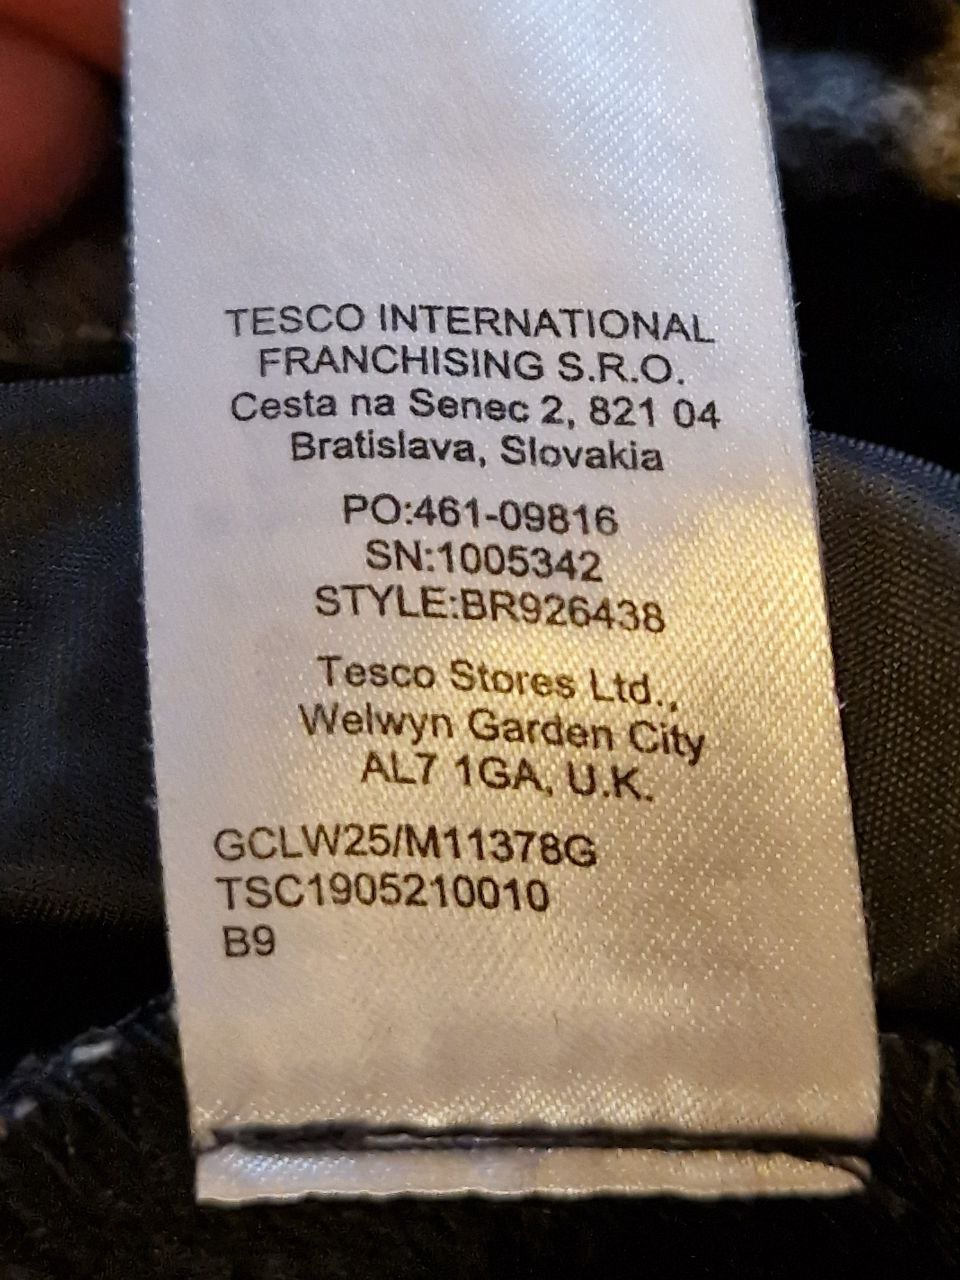 TESCO INTERNATIONAL
FRANCHISING S.R.O.
Cesta na Senec 2, 821 04
Bratislava, Slovakia
PO:461-09816
SN:1005342
STYLE:BR926438
Tesco Stores Ltd.,
Welwyn Garden City
AL7 1GA, U.K.
GCLW25/M11378G
TSC1905210010
B9